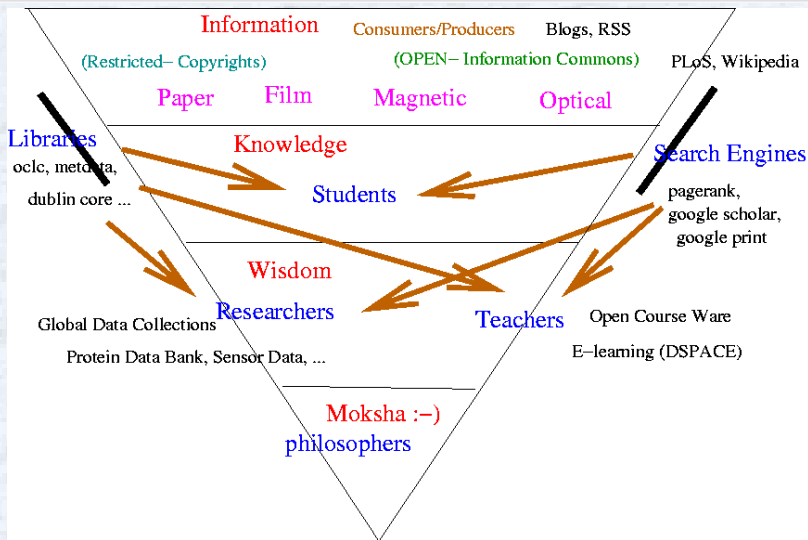 Information
Consumers/Producers
Blogs, RSS
(Restricted− Copyrights)
(OPEN− Information Commons)
PLoS, Wikipedia
Paper
Film
Magnetic
Optical
Libraries
oclc, metdata,
dublin core ...
Knowledge
Students
Search Engines
pagerank,
google scholar,
google print
Wisdom
Researchers
Teachers
Global Data Collections
Protein Data Bank, Sensor Data, ...
Open Course Ware
E−learning (DSPACE)
Moksha :−)
philosophers